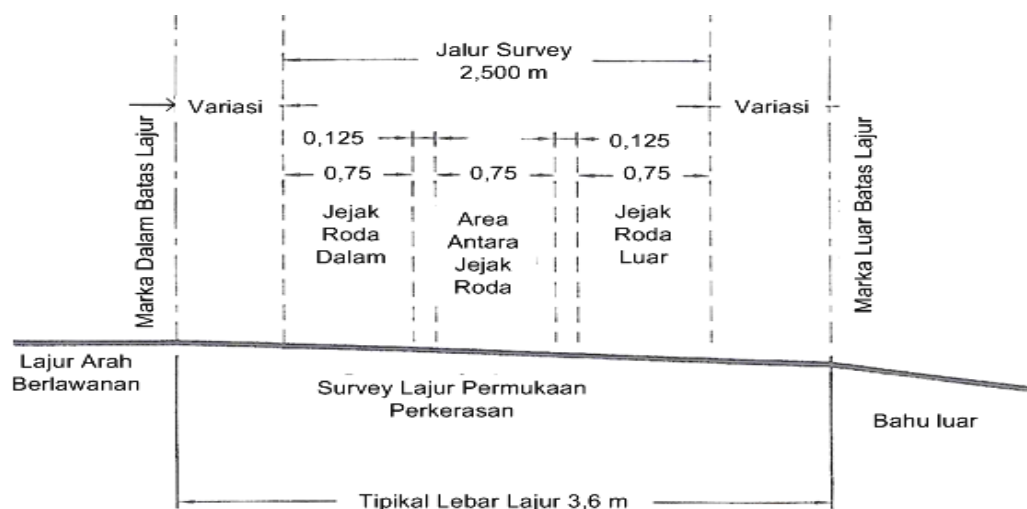 Jalur Survey
2,500 m
Variasi
Variasi
0,125
0,125
0,75
0,75
0,75
Jejak
Roda
Dalam
Area
Antara
Jejak
Roda
Jejak
Roda
Luar
Marka Dalam Batas Lajur
Marka Luar Batas Lajur
Lajur Arah
Berlawanan
Survey Lajur Permukaan
Perkerasan
Bahu luar
Tipikal Lebar Lajur 3,6 m